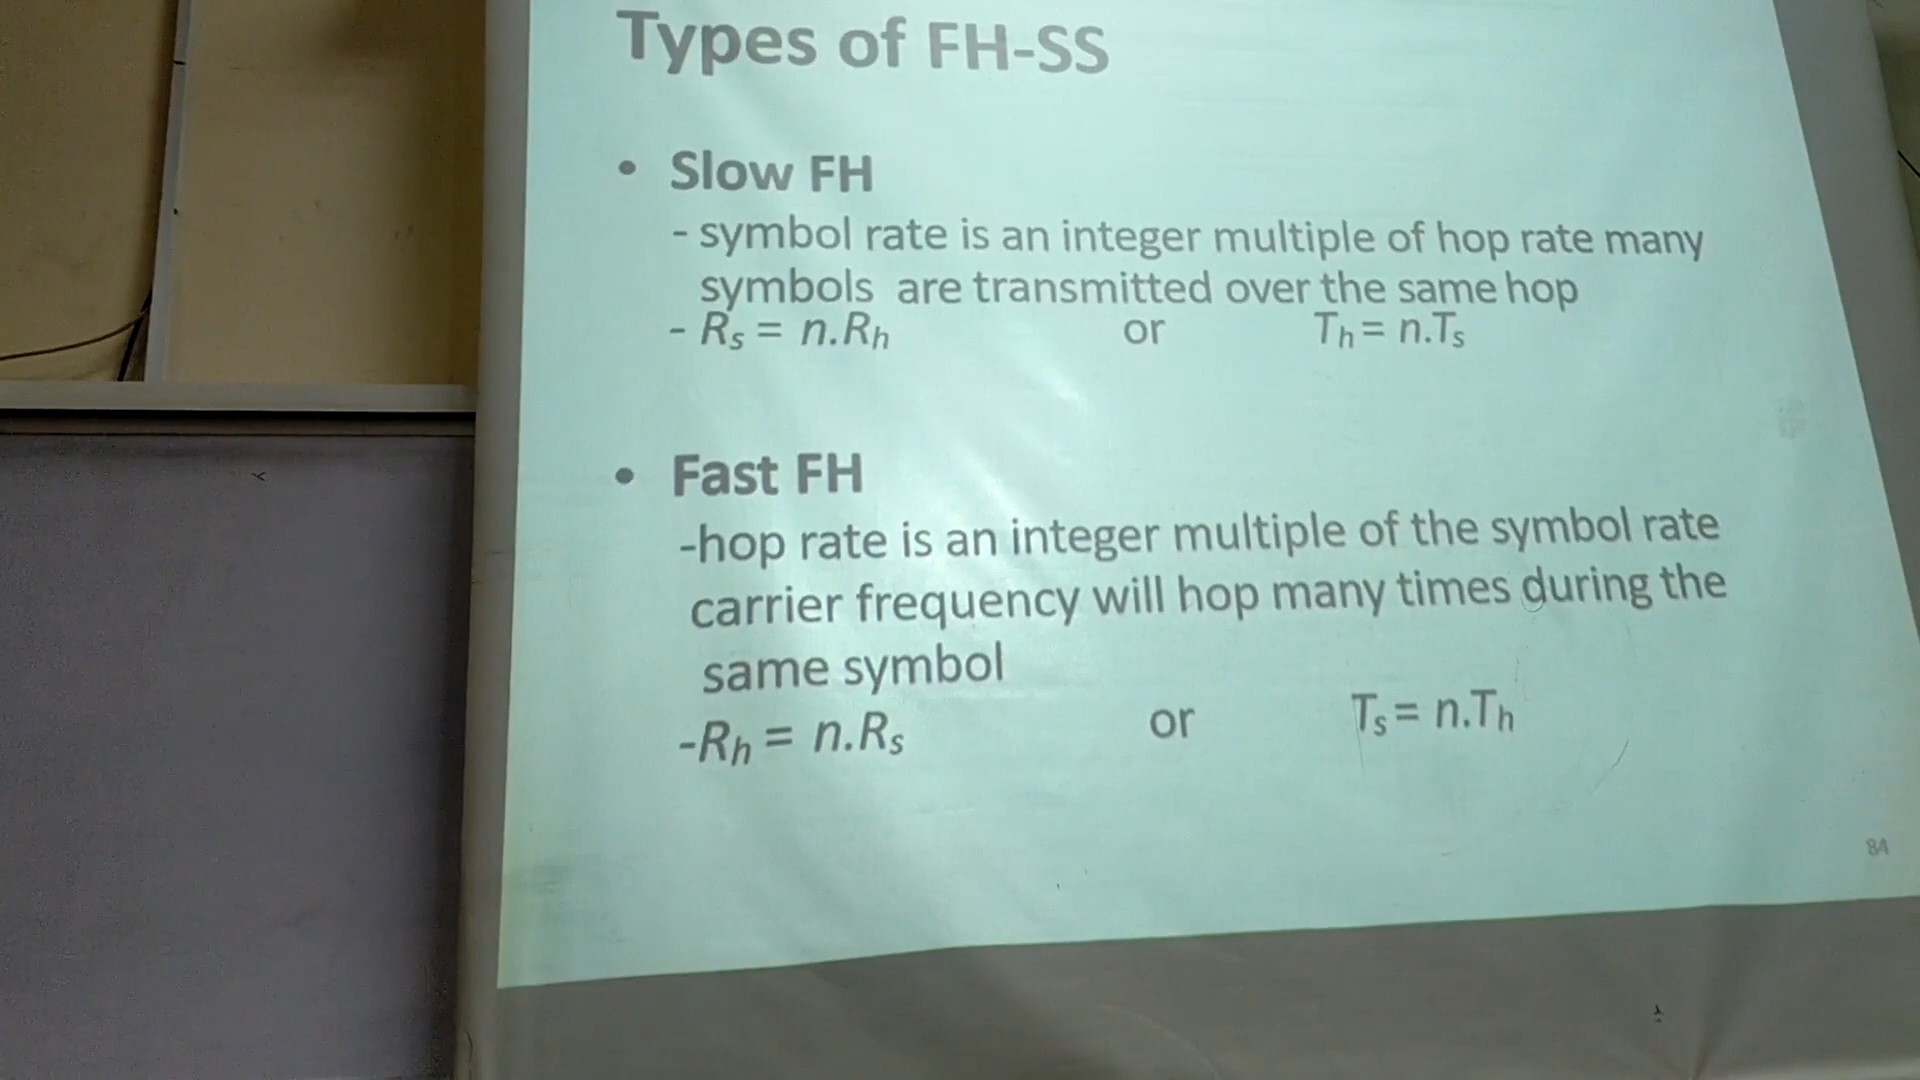 Types of FH-SS
• Slow FH
- symbol rate is an integer multiple of hop rate many
symbols are transmitted over the same hop
- Rs = n.Rh or Th = n.Ts
• Fast FH
-hop rate is an integer multiple of the symbol rate
carrier frequency will hop many times during the
same symbol
-Rh = n.Rs or Ts = n.Th
84